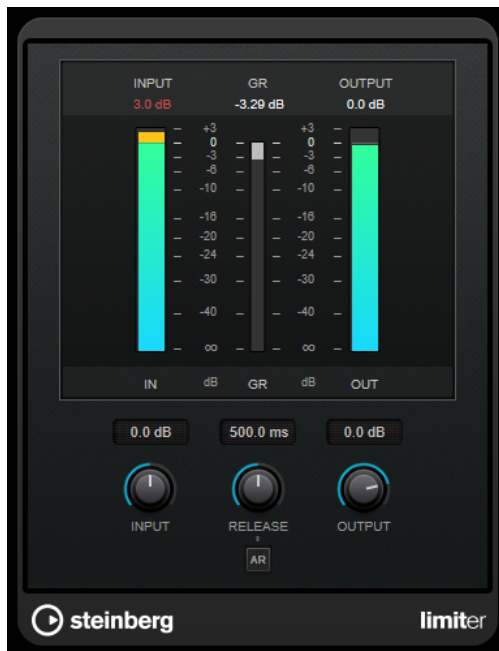 INPUT GR OUTPUT
3.0 dB -3.29 dB 0.0 dB
+3 +3
0 0
-3 -3
-6 -6
-10 -10
-16 -16
-20 -20
-24 -24
-30 -30
-40 -40
∞ ∞
IN dB GR dB OUT
0.0 dB 500.0 ms 0.0 dB
INPUT RELEASE OUTPUT
AR
steinberg limiter